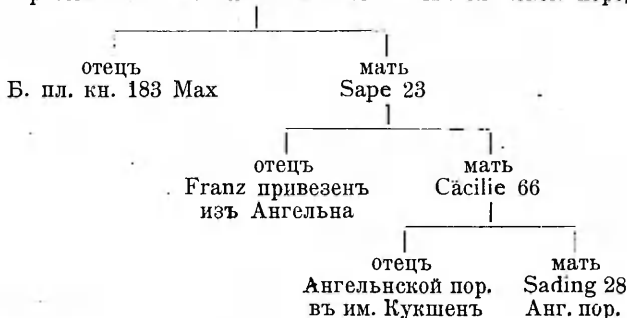 отецъ мать
Б. пл. кн. 183 Max Sape 23
отецъ мать
Franz привезенъ Cäcilie 66
изъ Ангельна
отецъ мать
Ангельнской пор. Sading 28
въ им. Кукшенъ Анг. пор.